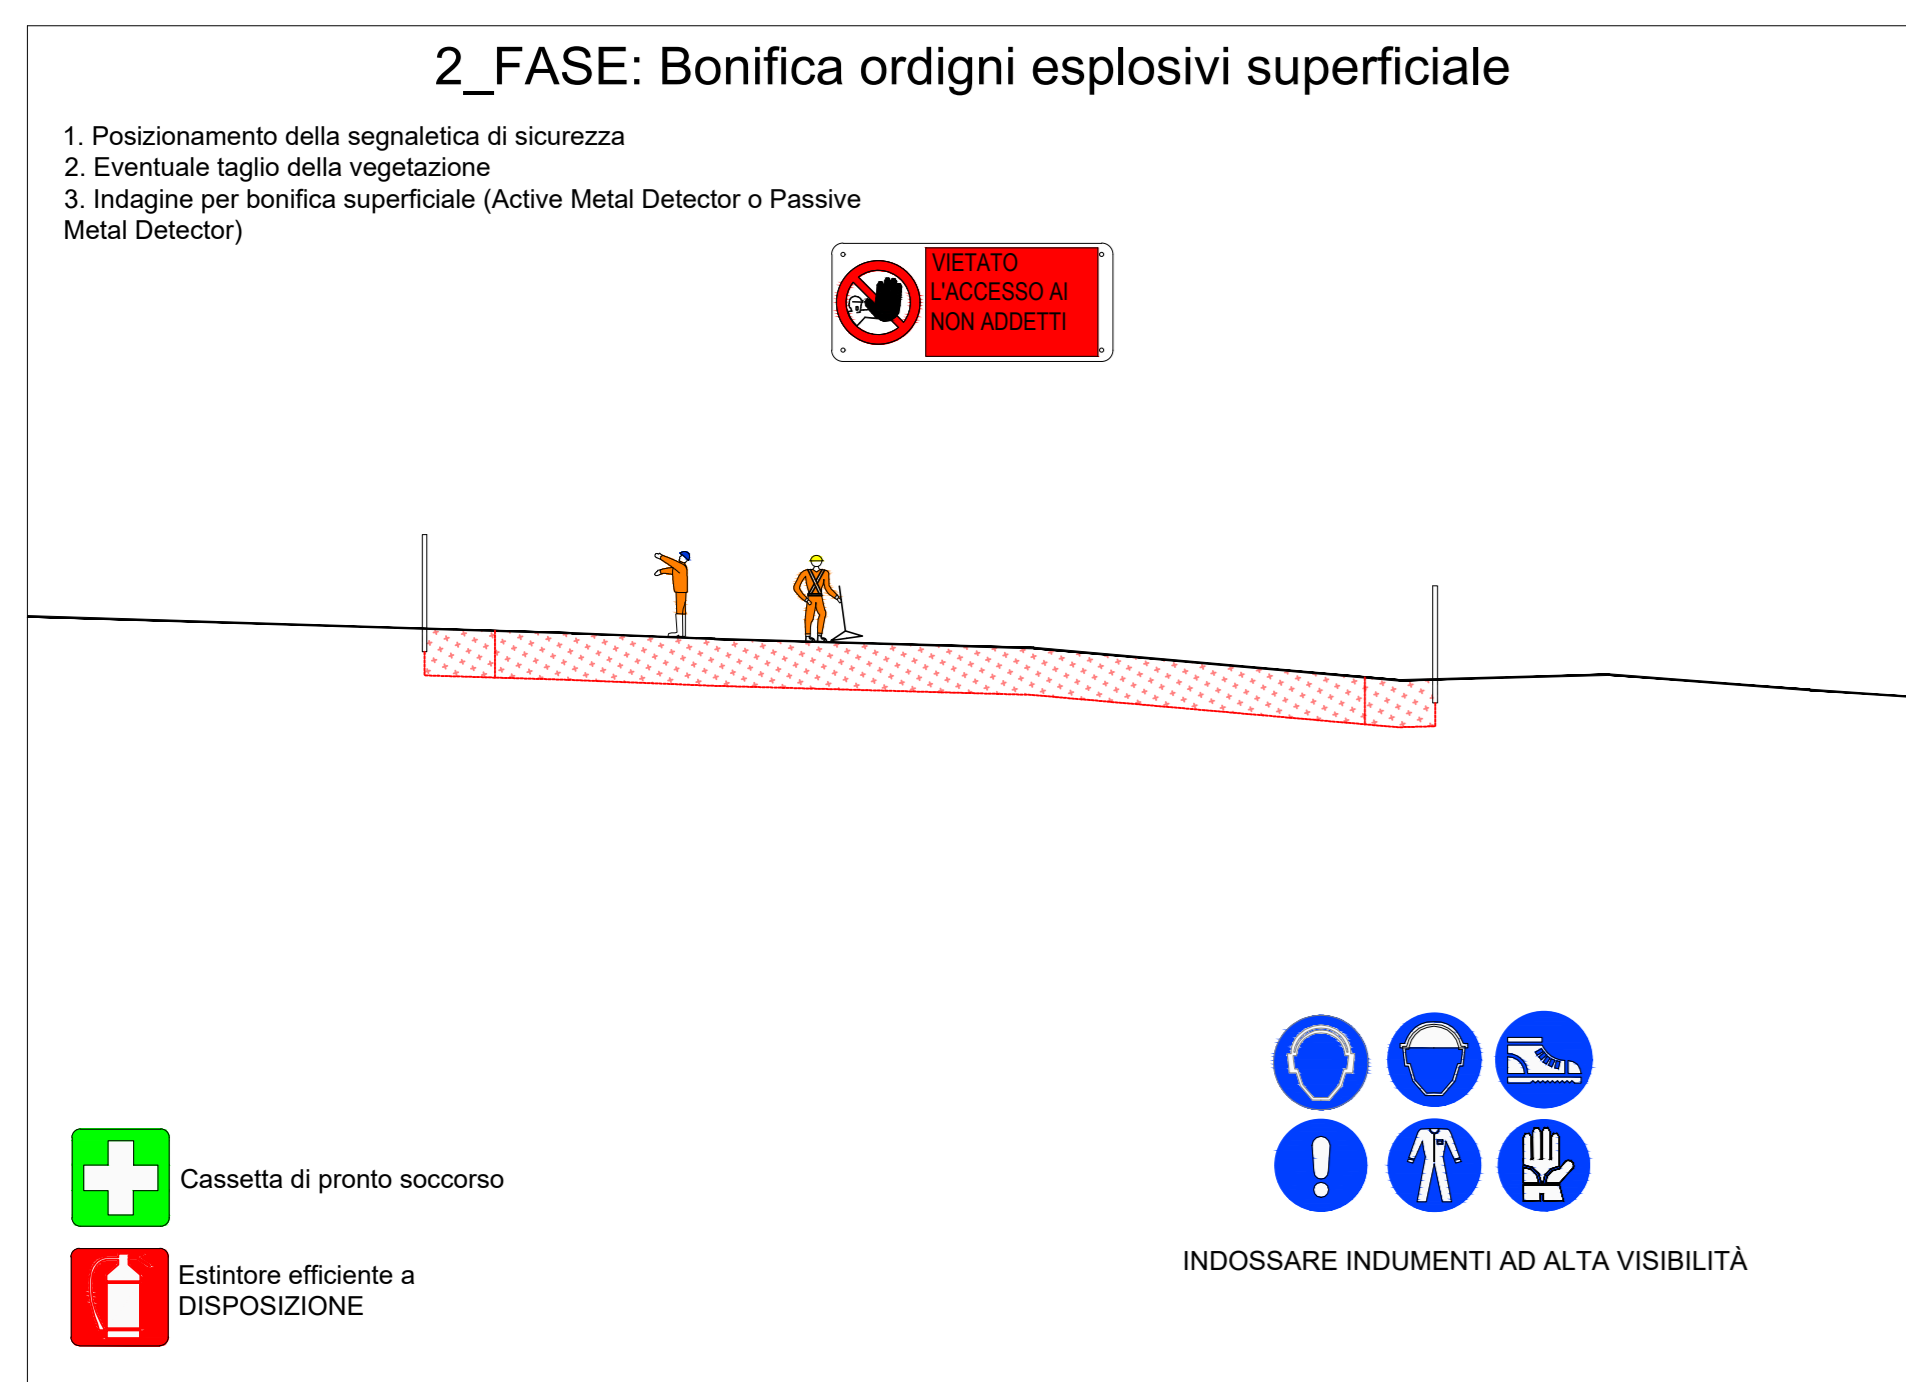 2_FASE: Bonifica ordigni esplosivi superficiale
1. Posizionamento della segnaletica di sicurezza
2. Eventuale taglio della vegetazione
3. Indagine per bonifica superficiale (Active Metal Detector o Passive
Metal Detector)
VIETATO
L'ACCESSO AI
NON ADDETTI
Cassetta di pronto soccorso
Estintore efficiente a
DISPOSIZIONE
INDOSSARE INDUMENTI AD ALTA VISIBILITÀ